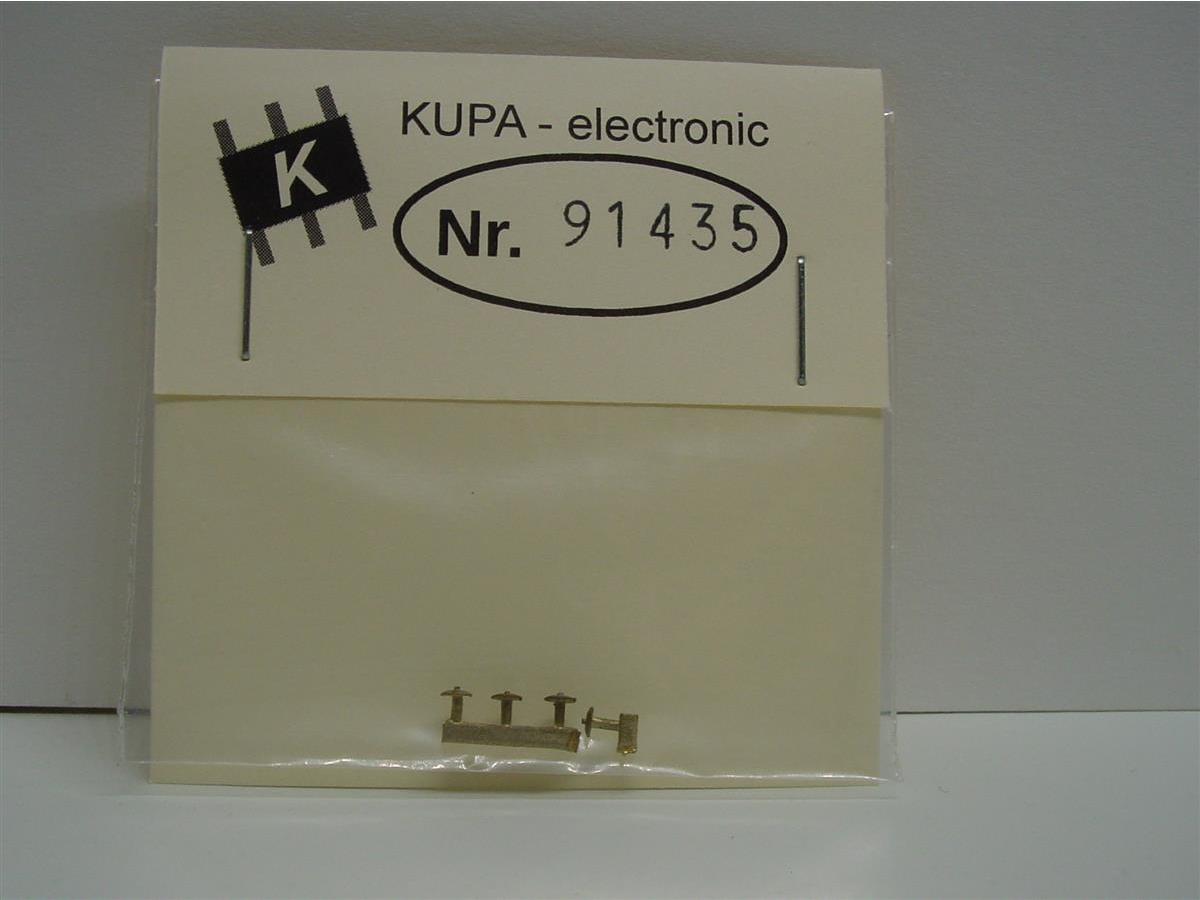 K
KUPA - electronic
Nr. 91435